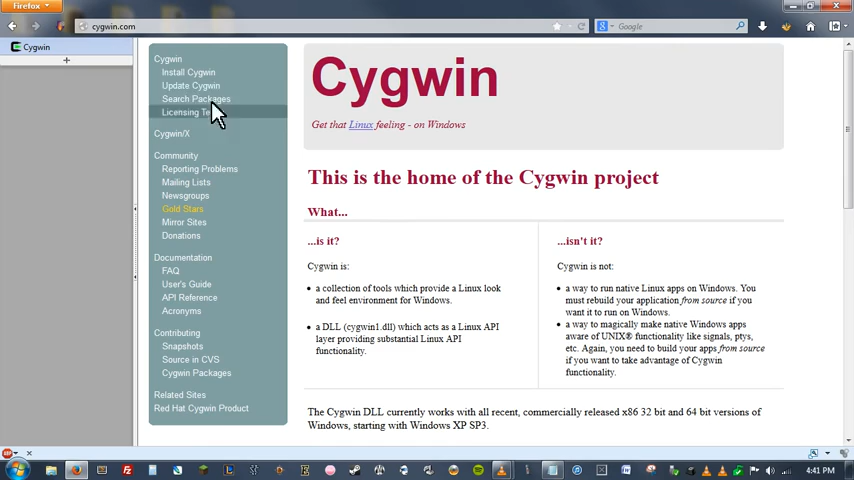 Firefox
cygwin.com
Google
Cygwin
Cygwin
Install Cygwin
Update Cygwin
Search Packages
Licensing
Cygwin/X
Community
Reporting Problems
Mailing Lists
Newsgroups
Gold Stars
Mirror Sites
Donations
Documentation
FAQ
User's Guide
API Reference
Acronyms
Contributing
Snapshots
Source in CVS
Cygwin Packages
Related Sites
Red Hat Cygwin Product
Cygwin
Get that Linux feeling - on Windows
This is the home of the Cygwin project
What...
...is it?
Cygwin is:
a collection of tools which provide a Linux look
and feel environment for Windows.
a DLL (cygwin1.dll) which acts as a Linux API
layer providing substantial Linux API
functionality.
...isn't it?
Cygwin is not:
a way to run native Linux apps on Windows. You
must rebuild your application from source if you
want it to run on Windows.
a way to magically make native Windows apps
aware of UNIX® functionality like signals, ptys,
etc. Again, you need to build your apps from source
if you want to take advantage of Cygwin
functionality.
The Cygwin DLL currently works with all recent, commercially released x86 32 bit and 64 bit versions of
Windows, starting with Windows XP SP3.
4:41 PM